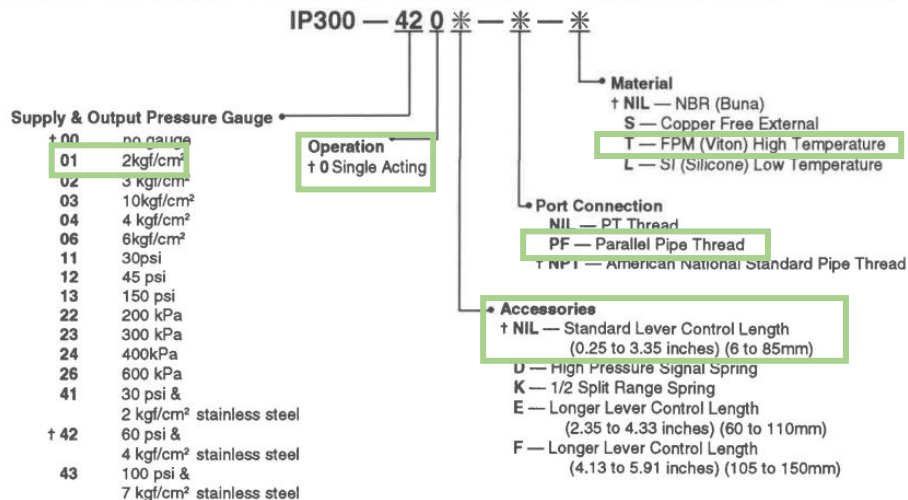 IP300 — 42 0 * — * — *
Material
† NIL — NBR (Buna)
S — Copper Free External
T — FPM (Viton) High Temperature
L — SI (Silicone) Low Temperature
Supply & Output Pressure Gauge
† 00 no gauge
01 2kgf/cm²
02 3 kgf/cm²
03 10kgf/cm²
04 4 kgf/cm²
06 6kgf/cm²
11 30psi
12 45 psi
13 150 psi
22 200 kPa
23 300 kPa
24 400kPa
26 600 kPa
41 30 psi &
2 kgf/cm² stainless steel
† 42 60 psi &
4 kgf/cm² stainless steel
43 100 psi &
7 kgf/cm² stainless steel
Operation
† 0 Single Acting
Port Connection
NIL — PT Thread
PF — Parallel Pipe Thread
† NPT — American National Standard Pipe Thread
Accessories
† NIL — Standard Lever Control Length
(0.25 to 3.35 inches) (6 to 85mm)
D — High Pressure Signal Spring
K — 1/2 Split Range Spring
E — Longer Lever Control Length
(2.35 to 4.33 inches) (60 to 110mm)
F — Longer Lever Control Length
(4.13 to 5.91 inches) (105 to 150mm)